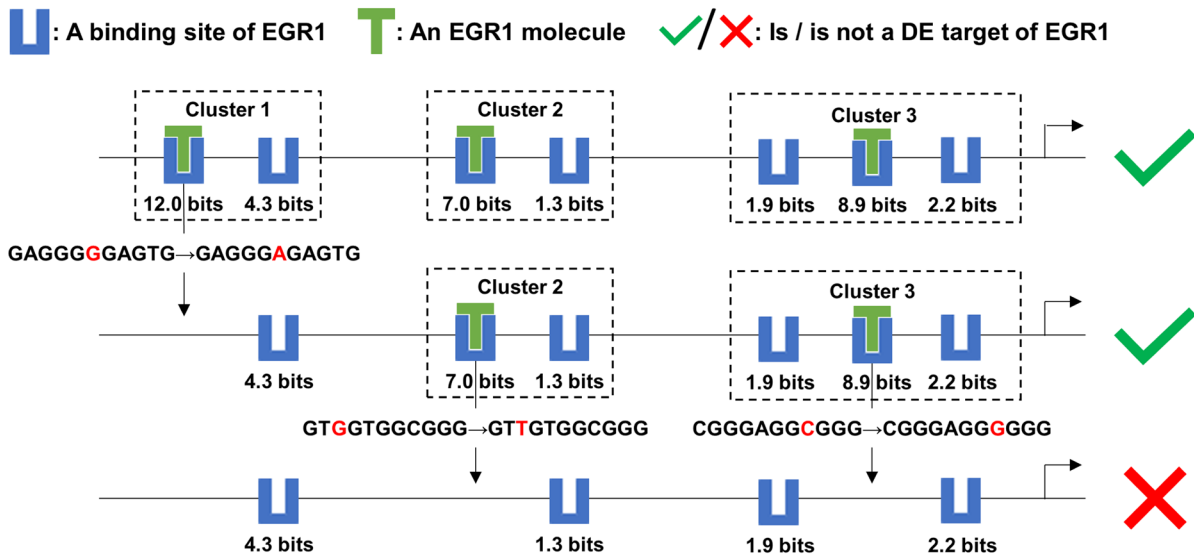 : A binding site of EGR1 : An EGR1 molecule / : Is / is not a DE target of EGR1
Cluster 1 Cluster 2 Cluster 3
12.0 bits 4.3 bits 7.0 bits 1.3 bits 1.9 bits 8.9 bits 2.2 bits
GAGGGGGAGTG→GAGGGAGAGTG
Cluster 2 Cluster 3
4.3 bits 7.0 bits 1.3 bits 1.9 bits 8.9 bits 2.2 bits
GTGGTGGCGGG→GTTGTGGCGGG CGGGAGGCGGG→CGGGAGGGGGG
4.3 bits 1.3 bits 1.9 bits 2.2 bits